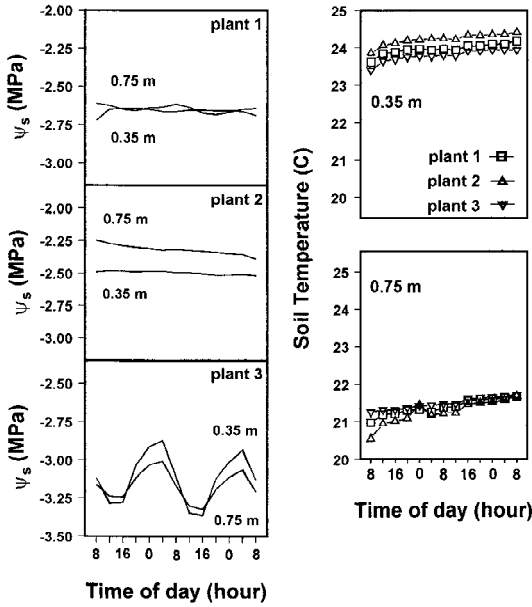 plant 1
-2.00
-2.25
-2.50
-2.75
-3.00
0.75 m
0.35 m
Ψs (MPa)
plant 2
-2.00
-2.25
-2.50
-2.75
-3.00
0.75 m
0.35 m
Ψs (MPa)
plant 3
-2.50
-2.75
-3.00
-3.25
-3.50
0.35 m
0.75 m
Ψs (MPa)
8 16 0 8 16 0 8
Time of day (hour)
25
24
23
22
21
20
19
0.35 m
plant 1
plant 2
plant 3
Soil Temperature (C)
25
24
23
22
21
20
0.75 m
8 16 0 8 16 0 8
Time of day (hour)